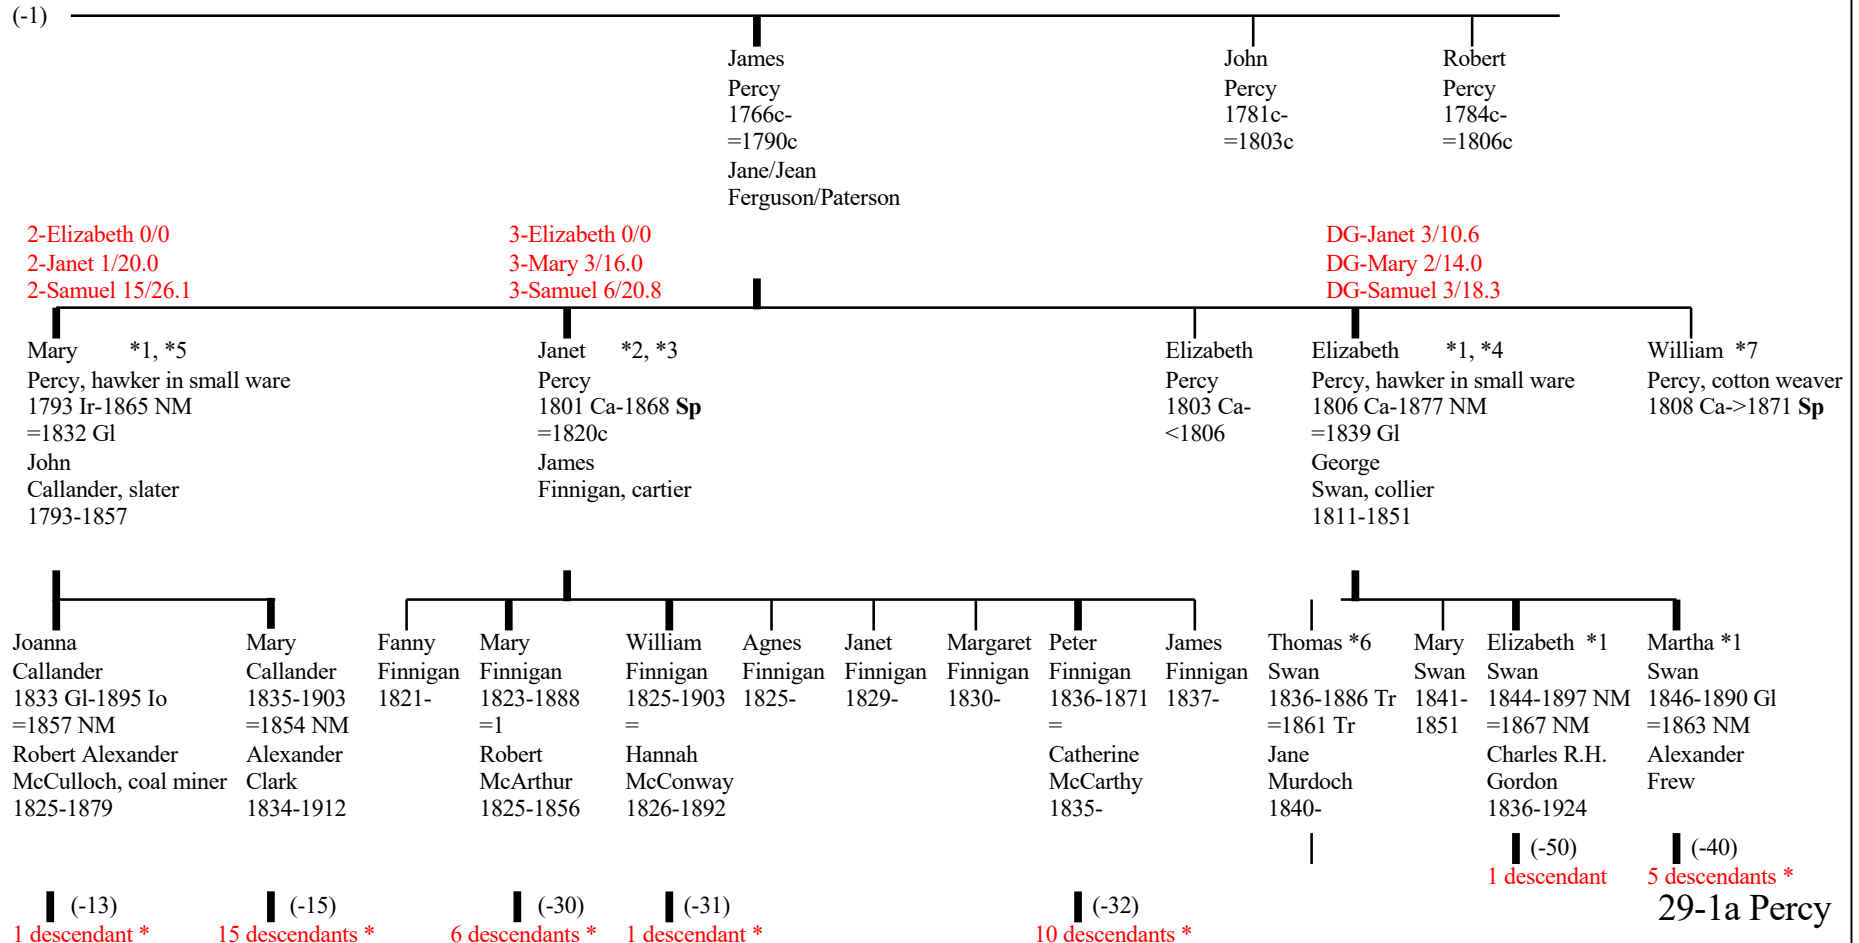 (-1)
James
Percy
1766c-
=1790c
Jane/Jean
Ferguson/Paterson
John
Percy
1781c-
=1803c
Robert
Percy
1784c-
=1806c
2-Elizabeth 0/0
2-Janet 1/20.0
2-Samuel 15/26.1
3-Elizabeth 0/0
3-Mary 3/16.0
3-Samuel 6/20.8
DG-Janet 3/10.6
DG-Mary 2/14.0
DG-Samuel 3/18.3
Mary *1, *5
Percy, hawker in small ware
1793 Ir-1865 NM
=1832 Gl
John
Callander, slater
1793-1857
Janet *2, *3
Percy
1801 Ca-1868 Sp
=1820c
James
Finnigan, cartier
Elizabeth
Percy
1803 Ca-
<1806
Elizabeth *1, *4
Percy, hawker in small ware
1806 Ca-1877 NM
=1839 Gl
George
Swan, collier
1811-1851
William *7
Percy, cotton weaver
1808 Ca->1871 Sp
Joanna
Callander
1833 Gl-1895 Io
=1857 NM
Robert Alexander
McCulloch, coal miner
1825-1879
Mary
Callander
1835-1903
=1854 NM
Alexander
Clark
1834-1912
Fanny
Finnigan
1821-
Mary
Finnigan
1823-1888
=1
Robert
McArthur
1825-1856
William
Finnigan
1825-1903
=
Hannah
McConway
1826-1892
Agnes
Finnigan
1825-
Janet
Finnigan
1829-
Margaret
Finnigan
1830-
Peter
Finnigan
1836-1871
=
Catherine
McCarthy
1835-
James
Finnigan
1837-
Thomas *6
Swan
1836-1886 Tr
=1861 Tr
Jane
Murdoch
1840-
Mary
Swan
1841-
1851
Elizabeth *1
Swan
1844-1897 NM
=1867 NM
Charles R.H.
Gordon
1836-1924
Martha *1
Swan
1846-1890 Gl
=1863 NM
Alexander
Frew
(-50)
1 descendant
(-40)
5 descendants *
(-13)
1 descendant *
(-15)
15 descendants *
(-30)
6 descendants *
(-31)
1 descendant *
(-32)
10 descendants *
29-1a Percy